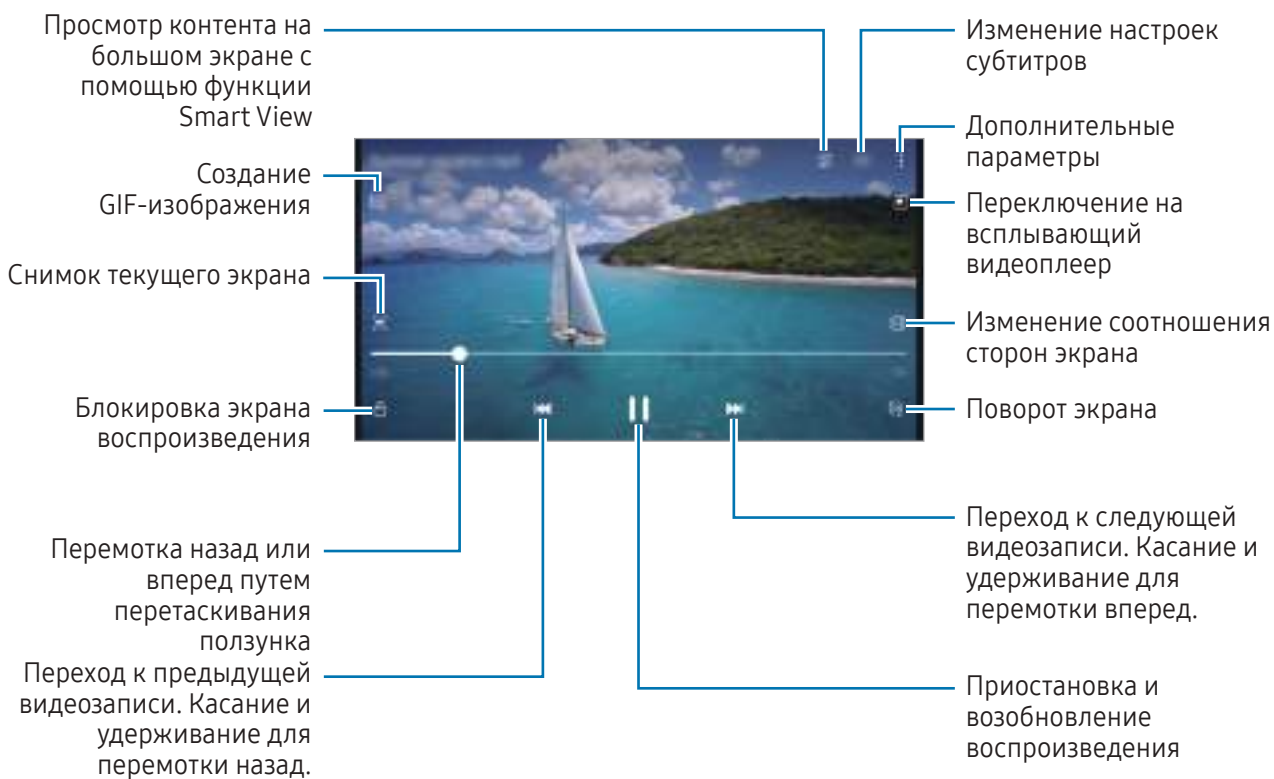 Просмотр контента на
большом экране с
помощью функции
Smart View
Создание
GIF-изображения
Снимок текущего экрана
Блокировка экрана
воспроизведения
Перемотка назад или
вперед путем
перетаскивания
ползунка
Переход к предыдущей
видеозаписи. Касание и
удерживание для
перемотки назад.
Изменение настроек
субтитров
Дополнительные
параметры
Переключение на
всплывающий
видеоплеер
Изменение соотношения
сторон экрана
Поворот экрана
Переход к следующей
видеозаписи. Касание и
удерживание для
перемотки вперед.
Приостановка и
возобновление
воспроизведения